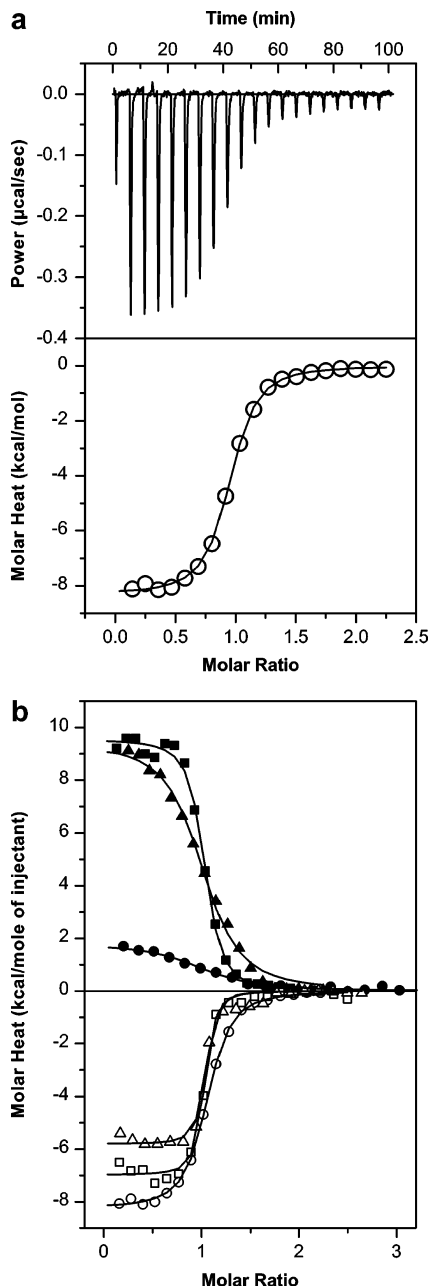 a
Time (min)
0 20 40 60 80 100
Power (µcal/sec)
0.0
-0.1
-0.2
-0.3
-0.4
Molar Heat (kcal/mol)
0
-2
-4
-6
-8
0.0 0.5 1.0 1.5 2.0 2.5
Molar Ratio
b
Molar Heat (kcal/mole of injectant)
10
8
6
4
2
0
-2
-4
-6
-8
0 1 2 3
Molar Ratio